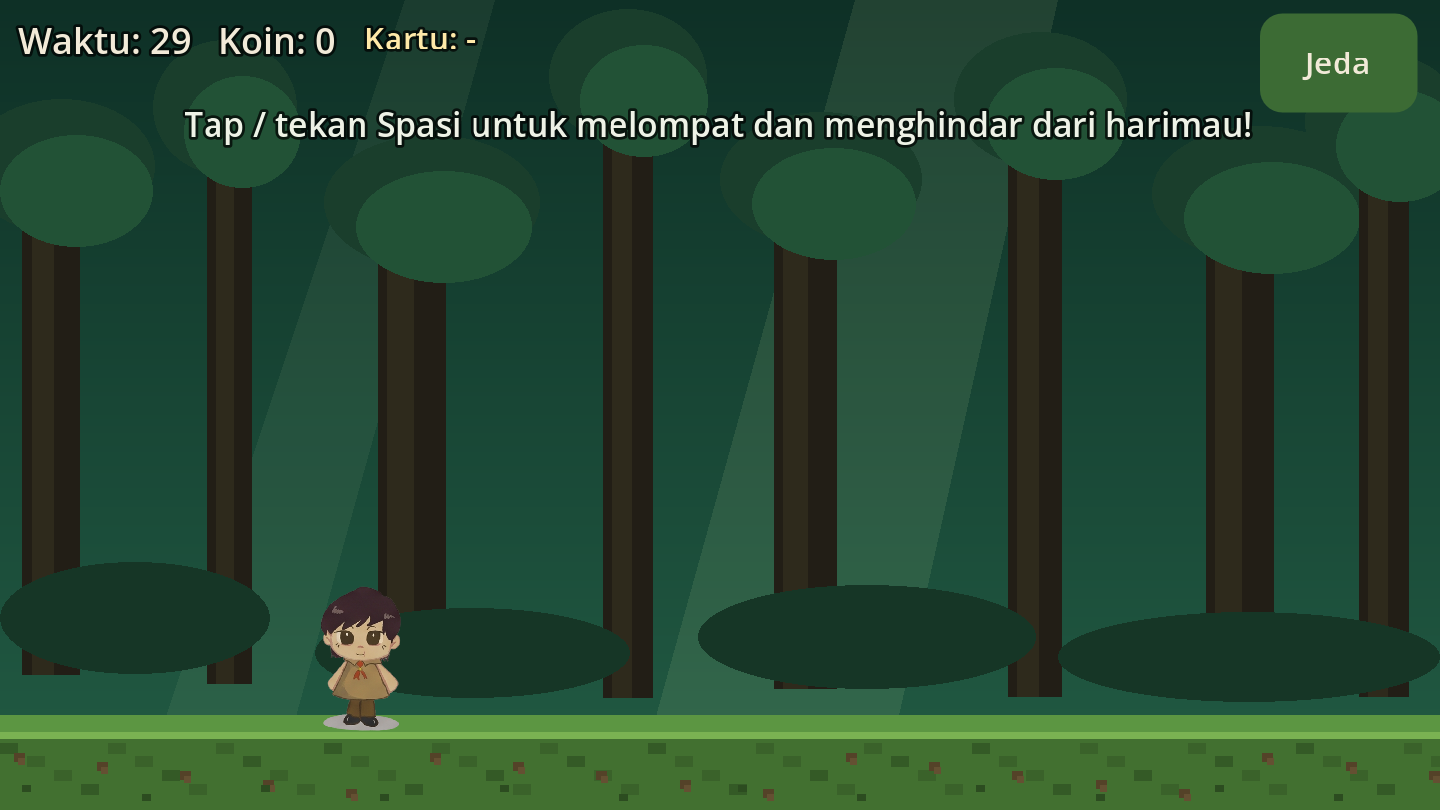 Waktu: 29 Koin: 0 Kartu: -
Jeda
Tap / tekan Spasi untuk melompat dan menghindar dari harimau!